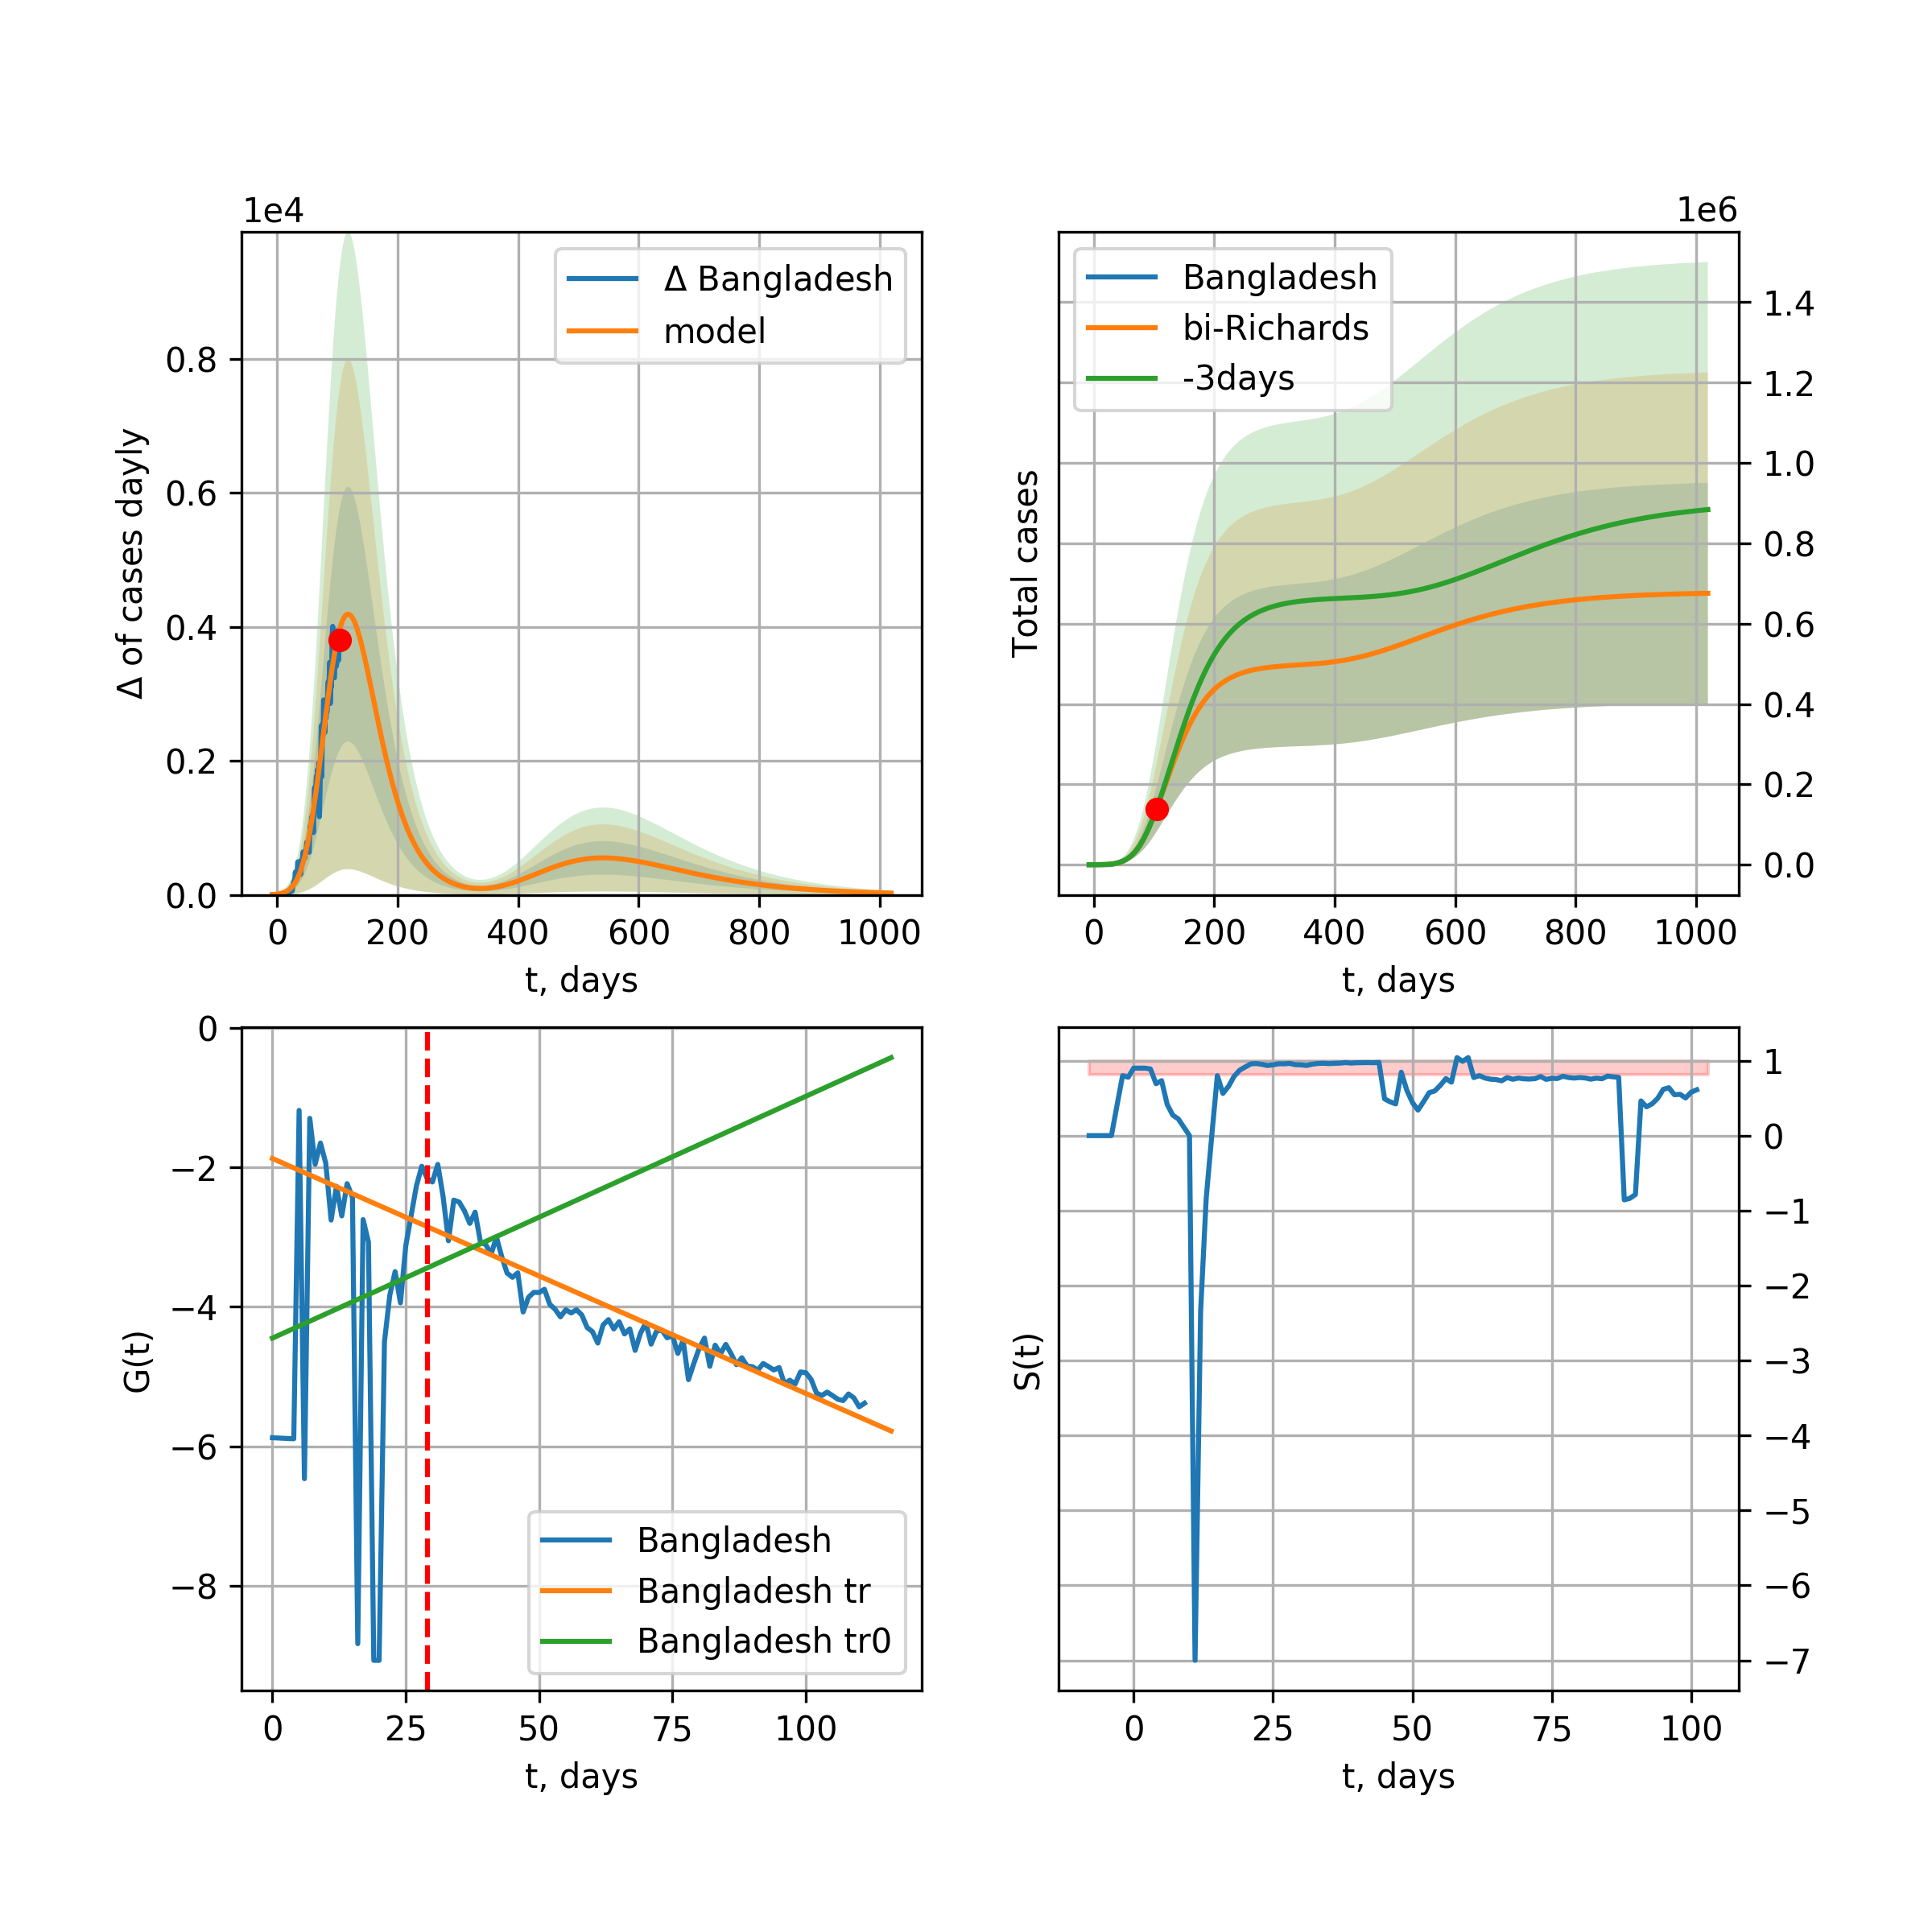 1e4
Δ Bangladesh
model
0.8
0.6
0.4
0.2
0.0
Δ of cases dayly
0 200 400 600 800 1000
t, days
1e6
Bangladesh
bi-Richards
-3days
Total cases
1.4
1.2
1.0
0.8
0.6
0.4
0.2
0.0
0 200 400 600 800 1000
t, days
0
−2
−4
−6
−8
G(t)
Bangladesh
Bangladesh tr
Bangladesh tr0
0 25 50 75 100
t, days
S(t)
1
0
−1
−2
−3
−4
−5
−6
−7
0 25 50 75 100
t, days